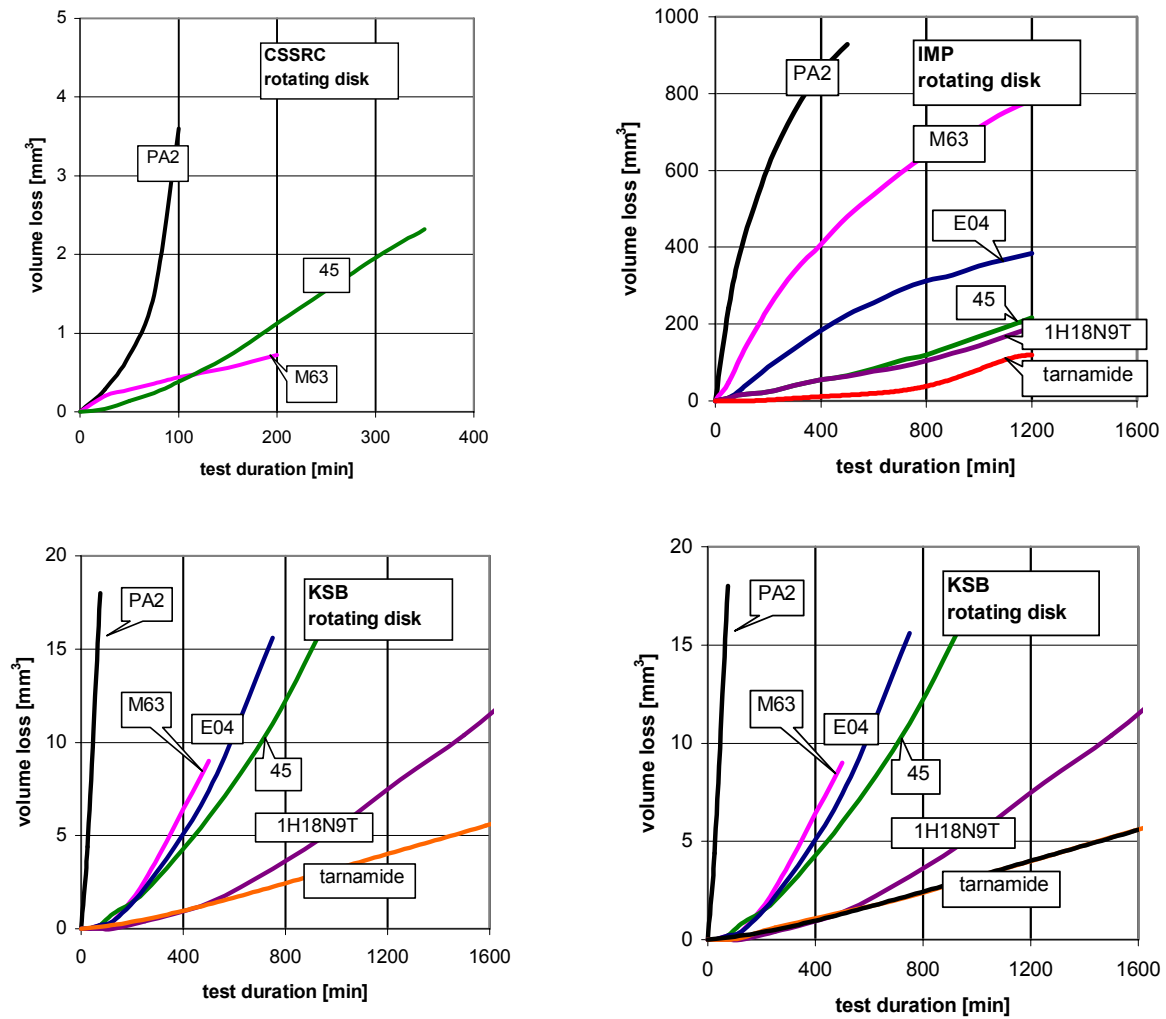 5
4
3
2
1
0
volume loss [mm³]
CSSRC
rotating disk
PA2
45
M63
0
100
200
300
400
test duration [min]
1000
800
600
400
200
0
volume loss [mm³]
IMP
rotating disk
PA2
M63
E04
45
1H18N9T
tarnamide
0
400
800
1200
1600
test duration [min]
20
15
10
5
0
volume loss [mm³]
KSB
rotating disk
PA2
M63
E04
45
1H18N9T
tarnamide
0
400
800
1200
1600
test duration [min]
20
15
10
5
0
volume loss [mm³]
KSB
rotating disk
PA2
M63
E04
45
1H18N9T
tarnamide
0
400
800
1200
1600
test duration [min]